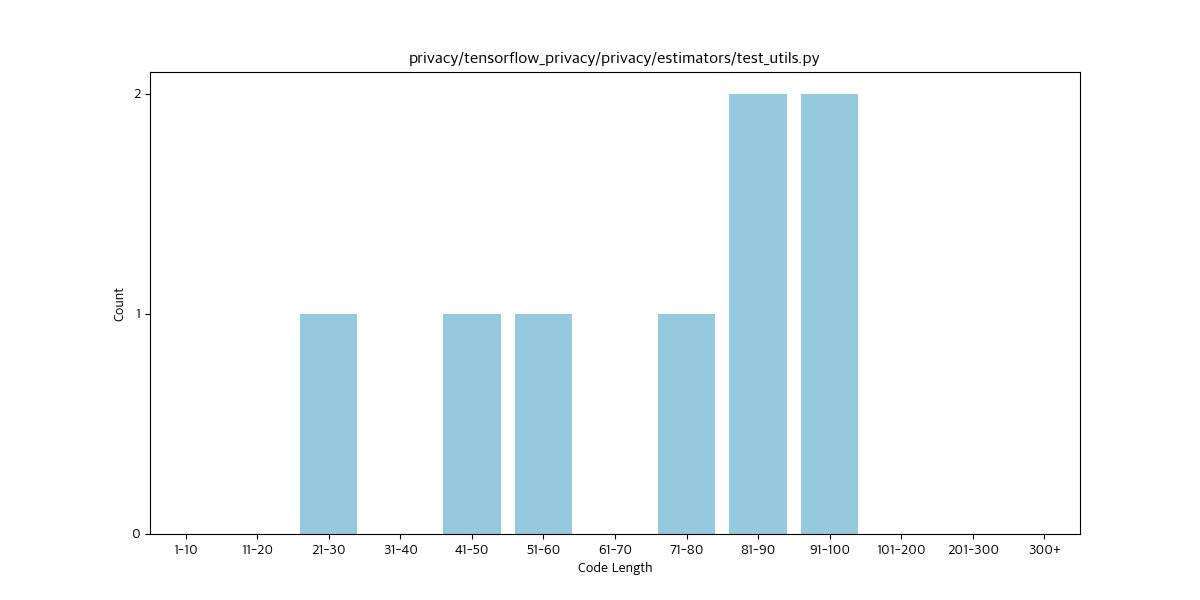 privacy/tensorflow_privacy/privacy/estimators/test_utils.py
2
1
0
Count
1-10 11-20 21-30 31-40 41-50 51-60 61-70 71-80 81-90 91-100 101-200 201-300 300+
Code Length